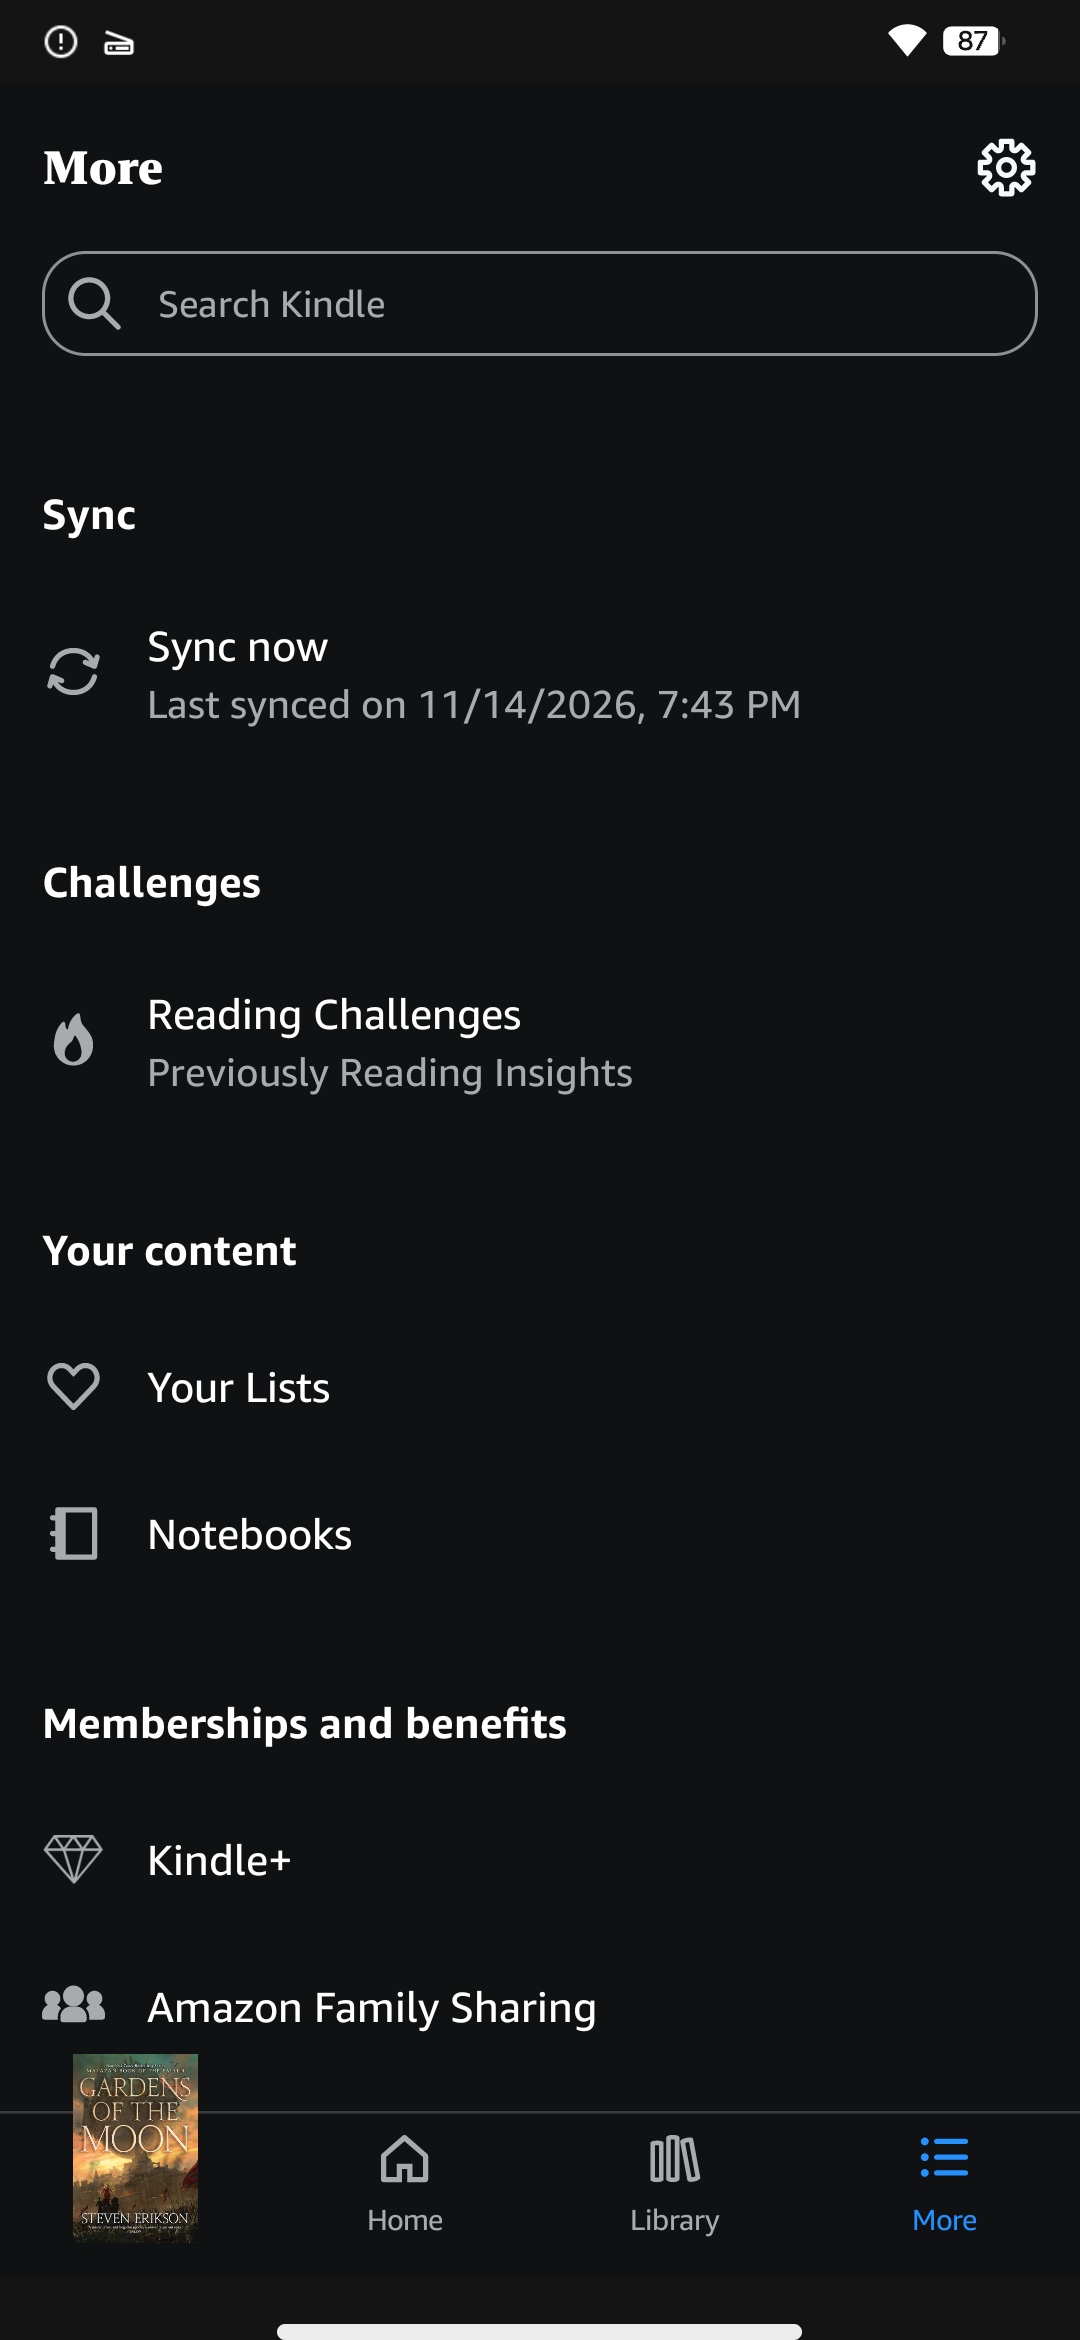 87
More
Search Kindle
Sync
Sync now
Last synced on 11/14/2026, 7:43 PM
Challenges
Reading Challenges
Previously Reading Insights
Your content
Your Lists
Notebooks
Memberships and benefits
Kindle+
Amazon Family Sharing
GARDENS
OF THE
MOON
STEVEN ERIKSON
Home
Library
More